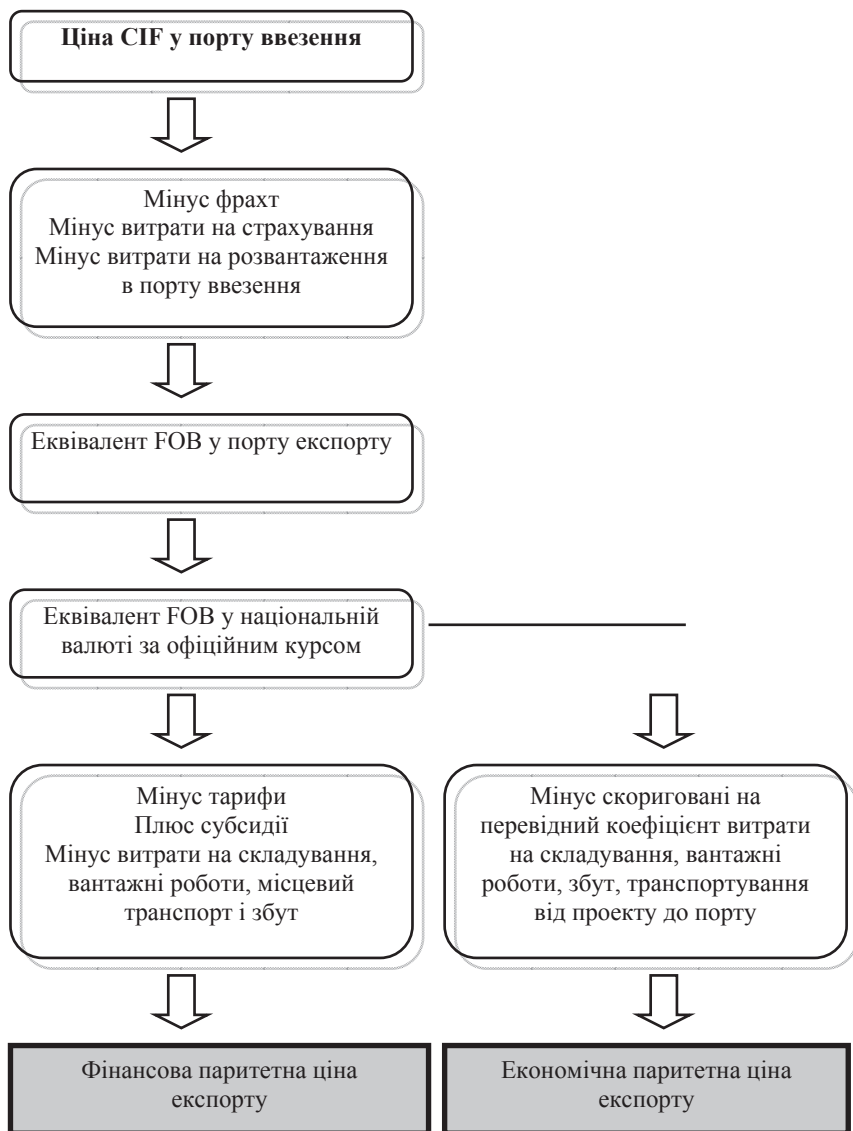 Ціна CIF у порту ввезення
Мінус фрахт
Мінус витрати на страхування
Мінус витрати на розвантаження
в порту ввезення
Еквівалент FOB у порту експорту
Еквівалент FOB у національній
валюті за офіційним курсом
Мінус тарифи
Плюс субсидії
Мінус витрати на складування,
вантажні роботи, місцевий
транспорт і збут
Мінус скориговані на
перевідний коефіцієнт витрати
на складування, вантажні
роботи, збут, транспортування
від проекту до порту
Фінансова паритетна ціна
експорту
Економічна паритетна ціна
експорту